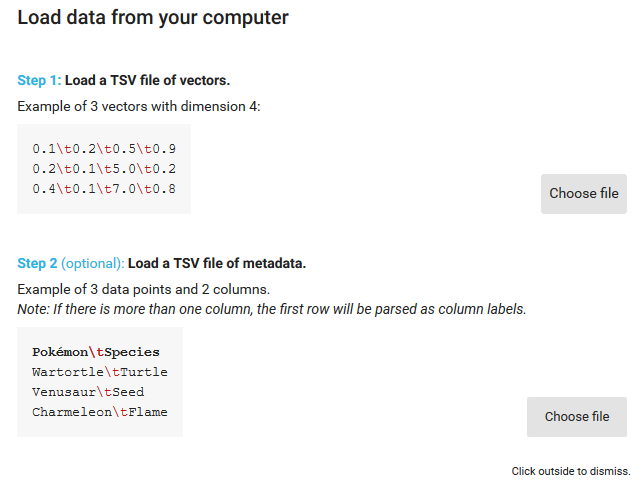 Load data from your computer
Step 1: Load a TSV file of vectors.
Example of 3 vectors with dimension 4:
0.1\t0.2\t0.5\t0.9
0.2\t0.1\t5.0\t0.2
0.4\t0.1\t7.0\t0.8
Choose file
Step 2 (optional): Load a TSV file of metadata.
Example of 3 data points and 2 columns.
Note: If there is more than one column, the first row will be parsed as column labels.
Pokémon\tSpecies
Wartortle\tTurtle
Venusaur\tSeed
Charmeleon\tFlame
Choose file
Click outside to dismiss.